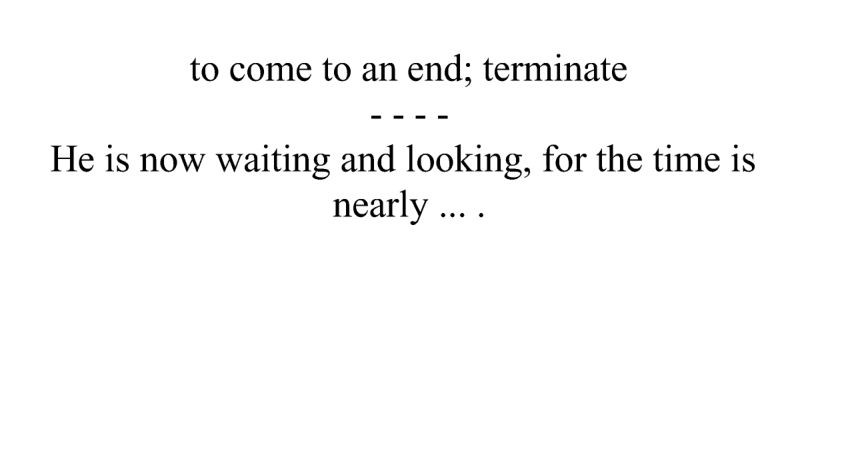 to come to an end; terminate
- - - -
He is now waiting and looking, for the time is
nearly ... .